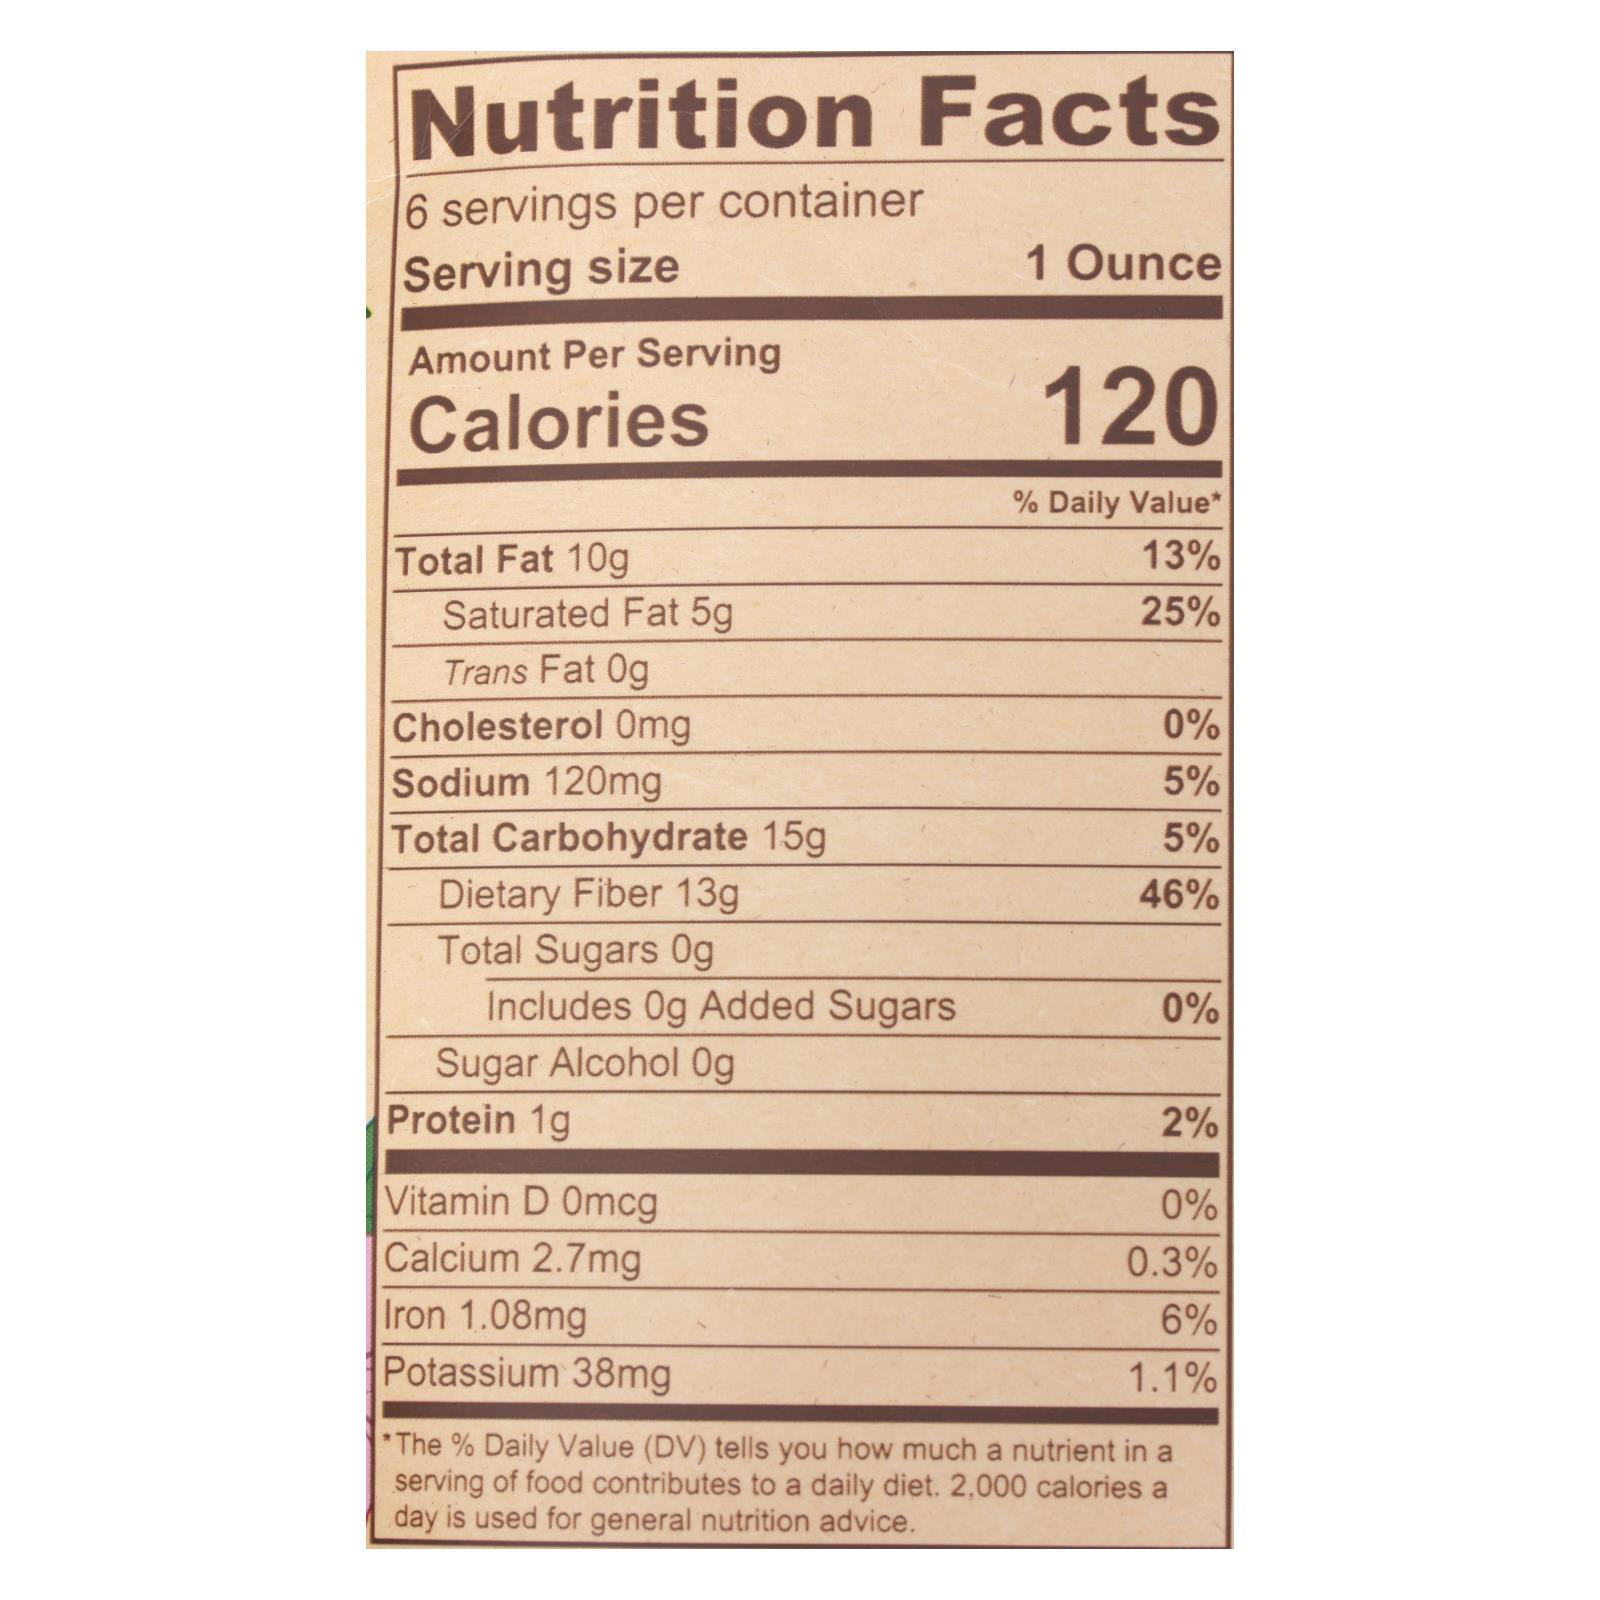 Nutrition Facts
6 servings per container
Serving size 1 Ounce
Amount Per Serving
Calories 120
% Daily Value*
Total Fat 10g 13%
Saturated Fat 5g 25%
Trans Fat 0g
Cholesterol 0mg 0%
Sodium 120mg 5%
Total Carbohydrate 15g 5%
Dietary Fiber 13g 46%
Total Sugars 0g
Includes 0g Added Sugars 0%
Sugar Alcohol 0g
Protein 1g 2%
Vitamin D 0mcg 0%
Calcium 2.7mg 0.3%
Iron 1.08mg 6%
Potassium 38mg 1.1%
*The % Daily Value (DV) tells you how much a nutrient in a
serving of food contributes to a daily diet. 2,000 calories a
day is used for general nutrition advice.